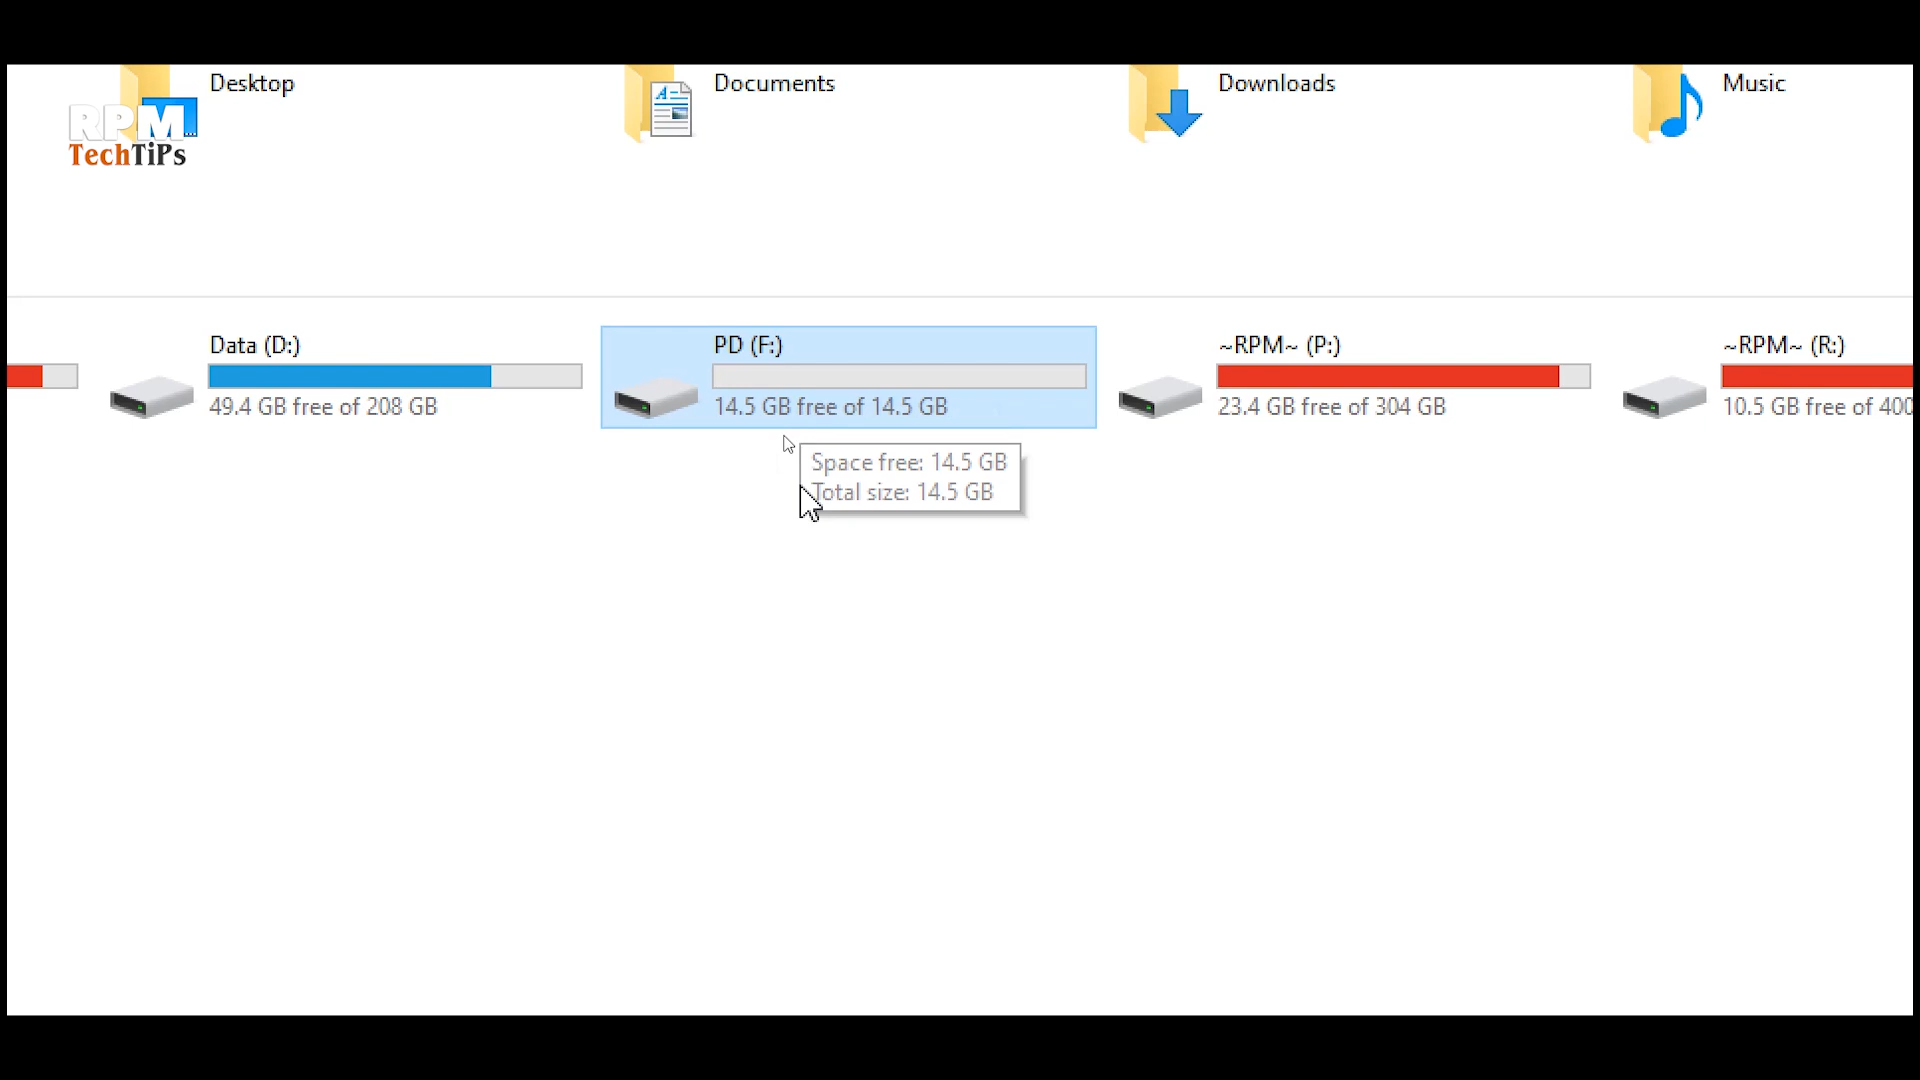 Desktop
Documents
Downloads
Music
RPM
TechTiPs
Data (D:)
49.4 GB free of 208 GB
PD (F:)
14.5 GB free of 14.5 GB
~RPM~ (P:)
23.4 GB free of 304 GB
~RPM~ (R:)
10.5 GB free of 400
Space free: 14.5 GB
Total size: 14.5 GB